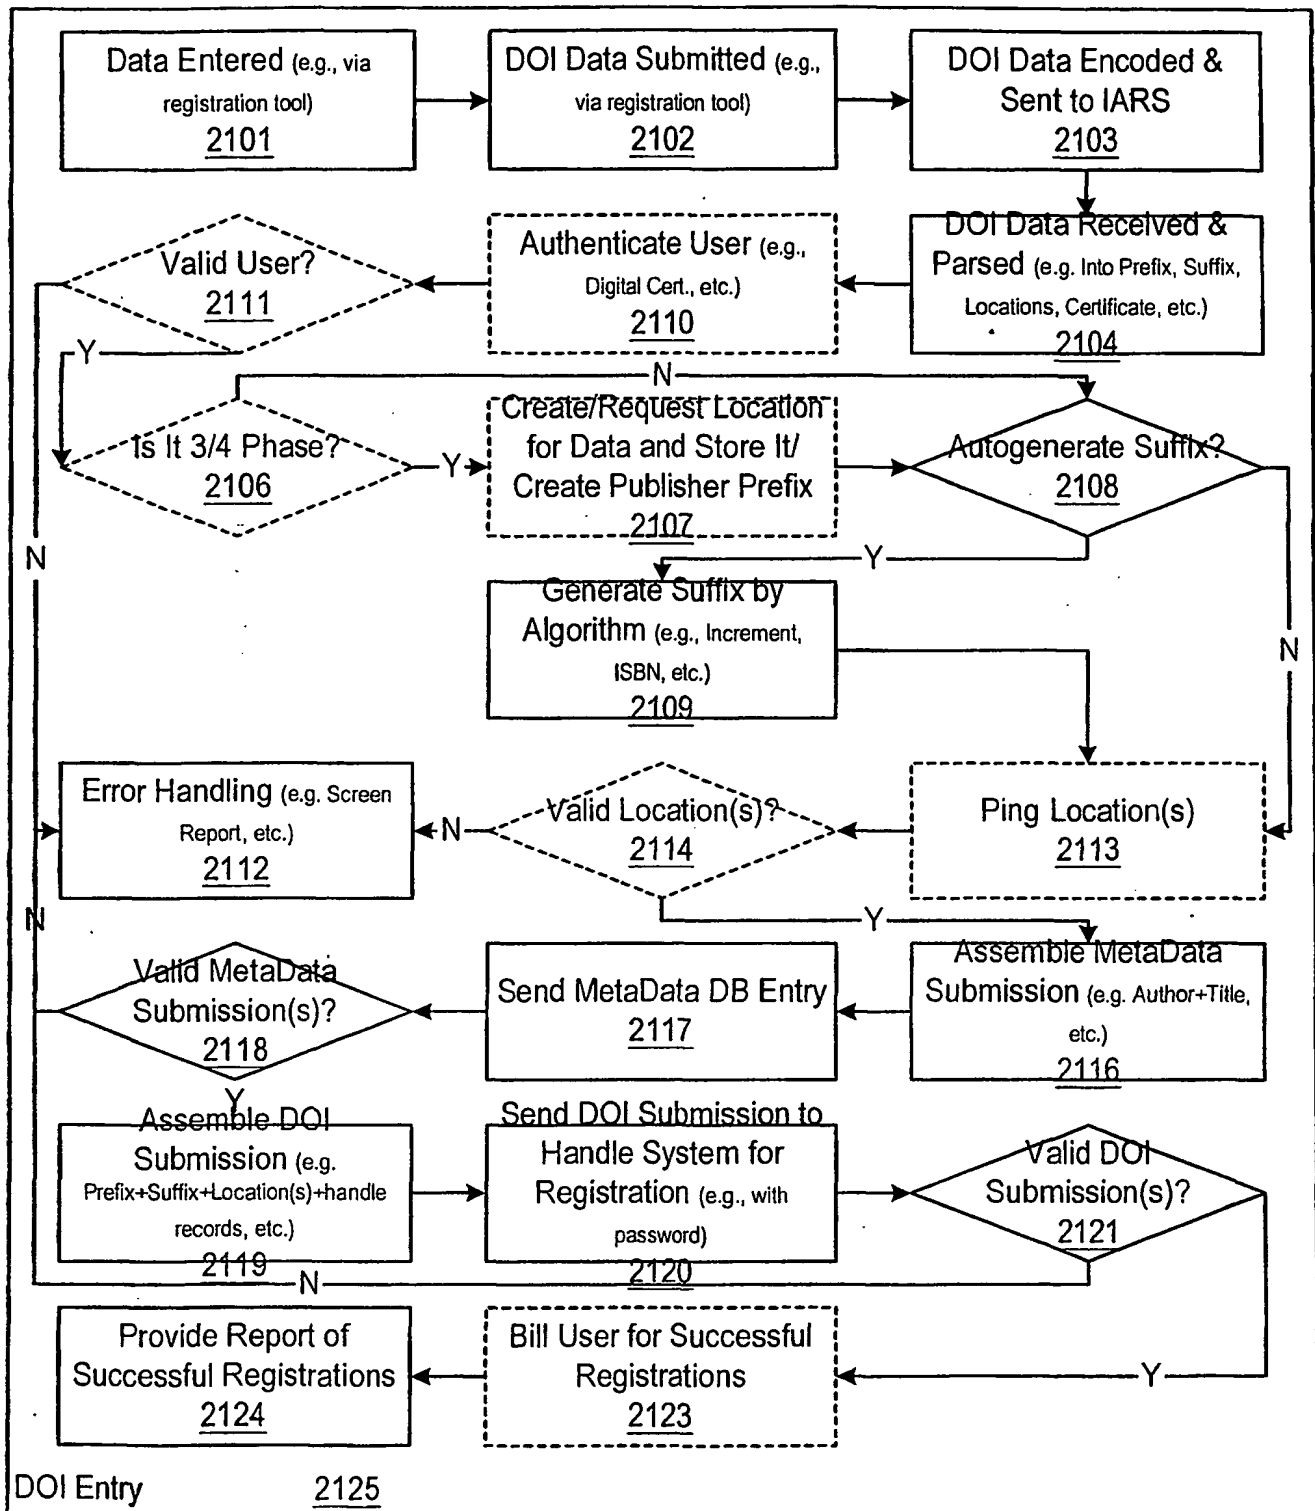 Data Entered (e.g., via
registration tool)
2101
DOI Data Submitted (e.g.,
via registration tool)
2102
DOI Data Encoded &
Sent to IARS
2103
Valid User?
2111
Authenticate User (e.g.,
Digital Cert., etc.)
2110
DOI Data Received &
Parsed (e.g. Into Prefix, Suffix,
Locations, Certificate, etc.)
2104
Y
N
Is It 3/4 Phase?
2106
Y
Create/Request Location
for Data and Store It/
Create Publisher Prefix
2107
Autogenerate Suffix?
2108
N
Y
Generate Suffix by
Algorithm (e.g., Increment,
ISBN, etc.)
2109
N
Error Handling (e.g. Screen
Report, etc.)
2112
N
Valid Location(s)?
2114
Ping Location(s)
2113
N
Y
Valid MetaData
Submission(s)?
2118
Send MetaData DB Entry
2117
Assemble MetaData
Submission (e.g. Author+Title,
etc.)
2116
Y
Assemble DOI
Submission (e.g.
Prefix+Suffix+Location(s)+handle
records, etc.)
2119
Send DOI Submission to
Handle System for
Registration (e.g., with
password)
2120
Valid DOI
Submission(s)?
2121
N
Provide Report of
Successful Registrations
2124
Bill User for Successful
Registrations
2123
Y
DOI Entry 2125